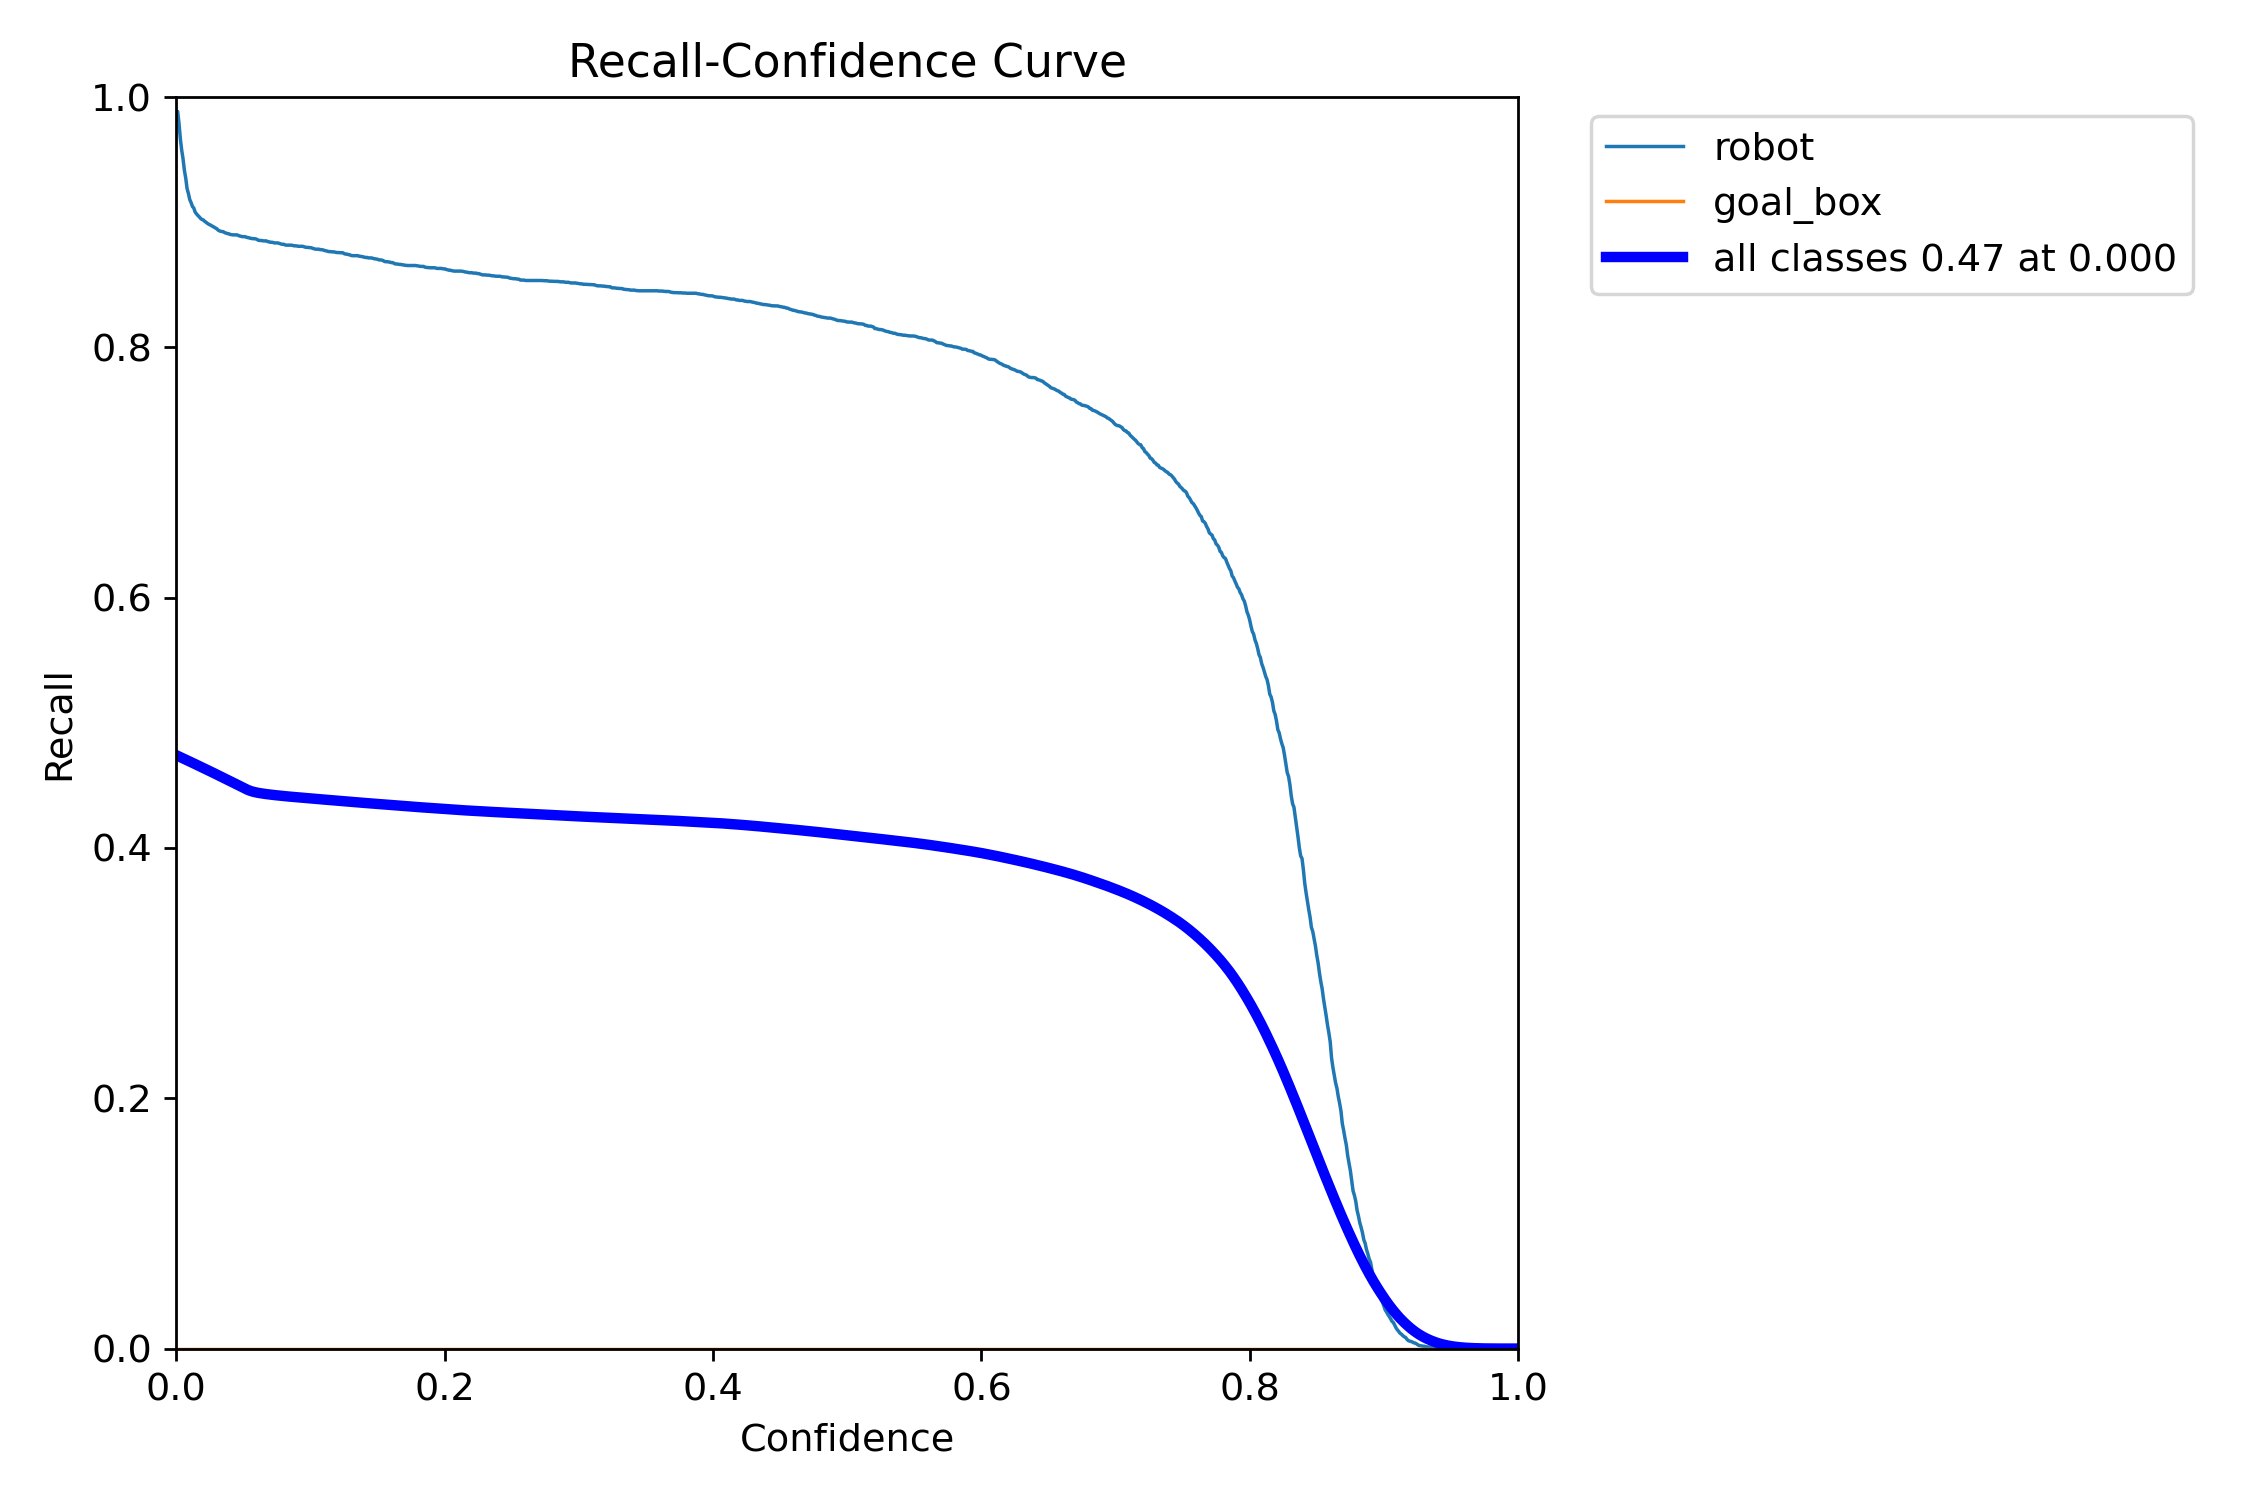 Recall-Confidence Curve
1.0
0.8
0.6
0.4
0.2
0.0
Recall
0.0 0.2 0.4 0.6 0.8 1.0
Confidence
robot
goal_box
all classes 0.47 at 0.000